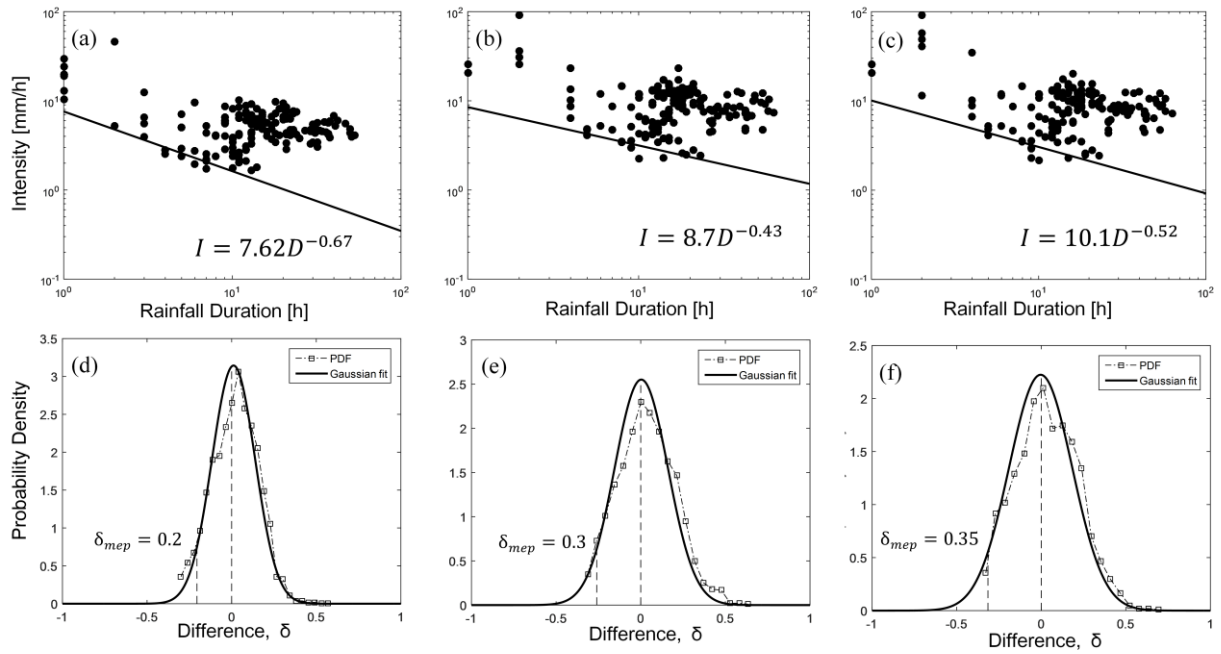 (a)
10²
10¹
10⁰
10⁻¹
Intensity [mm/h]
I = 7.62D⁻⁰·⁶⁷
10⁰ 10¹ 10²
Rainfall Duration [h]
(b)
10²
10¹
10⁰
10⁻¹
I = 8.7D⁻⁰·⁴³
10⁰ 10¹ 10²
Rainfall Duration [h]
(c)
10²
10¹
10⁰
10⁻¹
I = 10.1D⁻⁰·⁵²
10⁰ 10¹ 10²
Rainfall Duration [h]
(d)
3.5
3
2.5
2
1.5
1
0.5
0
Probability Density
PDF
Gaussian fit
δmep = 0.2
-1 -0.5 0 0.5 1
Difference, δ
(e)
3
2.5
2
1.5
1
0.5
0
PDF
Gaussian fit
δmep = 0.3
-1 -0.5 0 0.5 1
Difference, δ
(f)
2.5
2
1.5
1
0.5
0
PDF
Gaussian fit
δmep = 0.35
-1 -0.5 0 0.5 1
Difference, δ